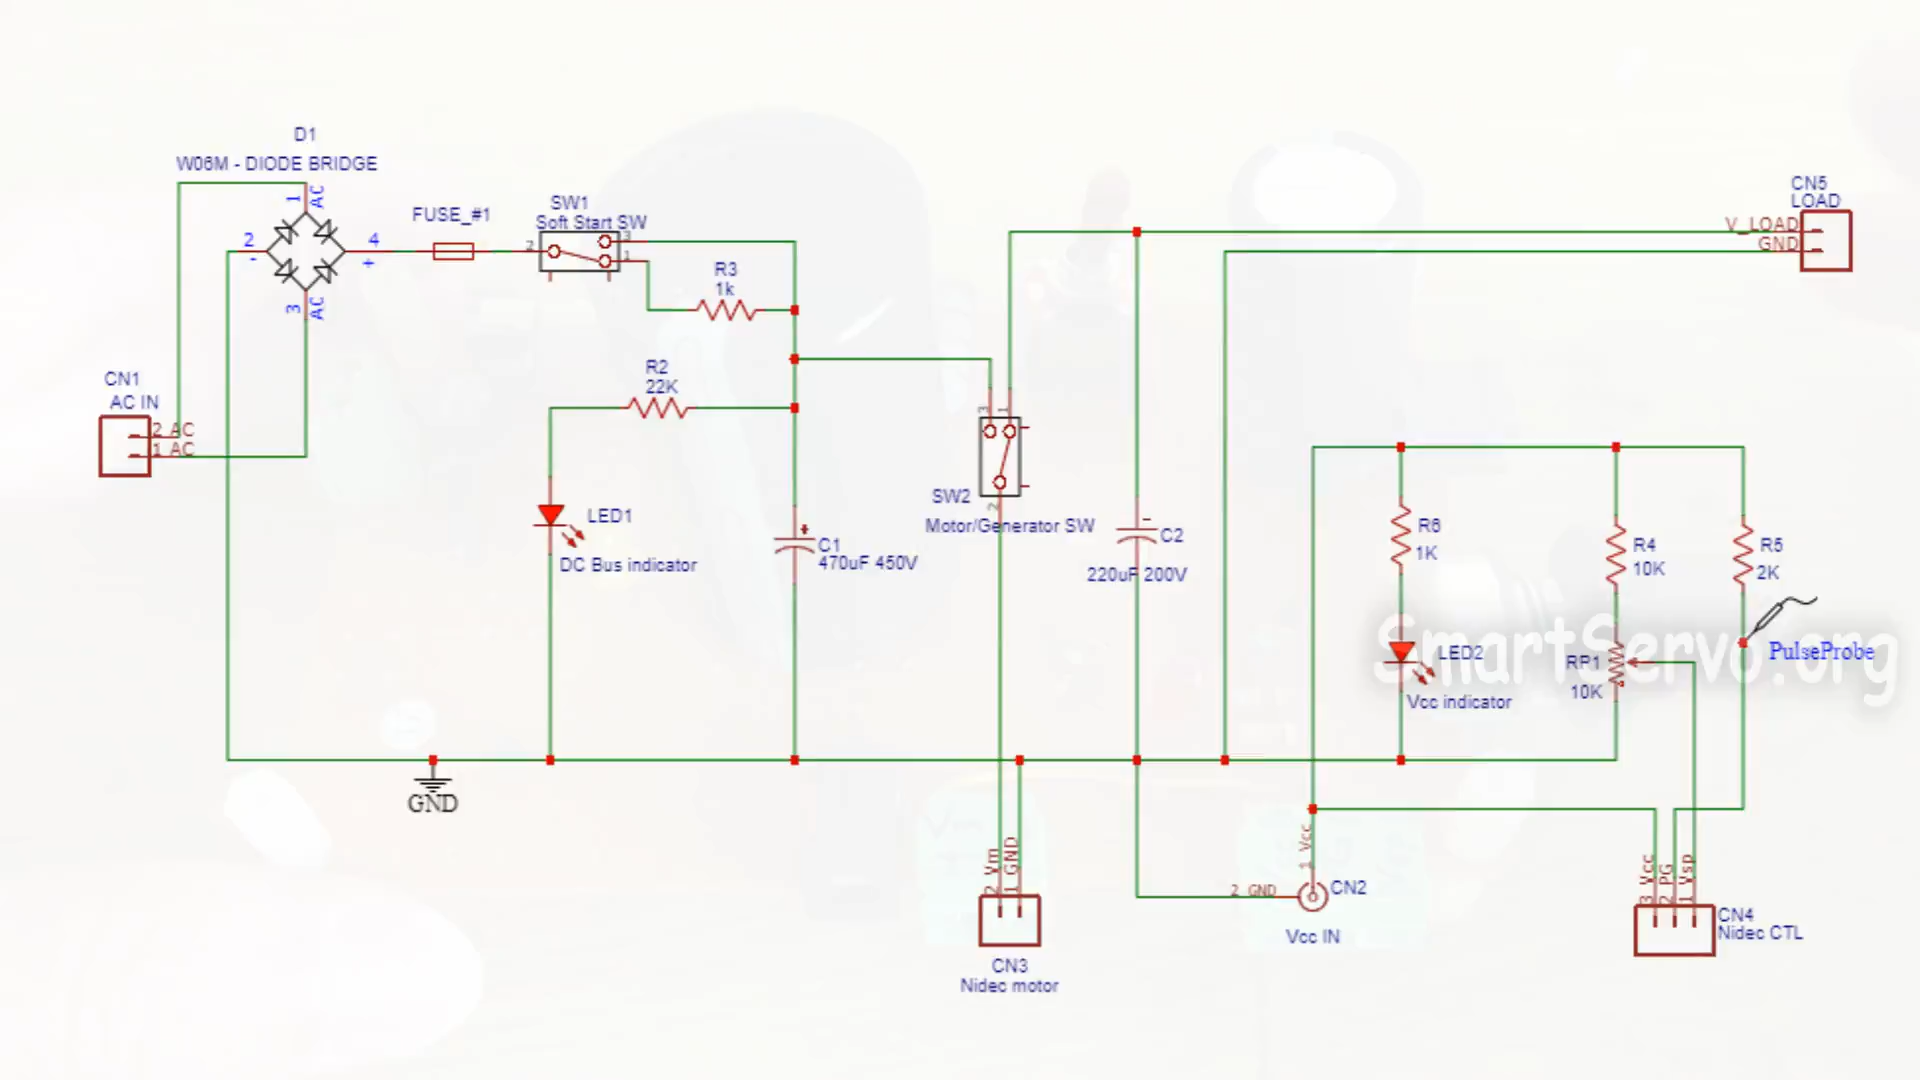 D1
W06M - DIODE BRIDGE
1
AC
2
-
4
+
3
AC
FUSE_#1
SW1
Soft Start SW
2
3
1
R3
1k
R2
22K
CN1
AC IN
2 AC
1 AC
LED1
DC Bus indicator
C1
470uF 450V
+
3
1
2
SW2
Motor/Generator SW
-
C2
220uF 200V
CN5
LOAD
V_LOAD
GND
R6
1K
R4
10K
R5
2K
LED2
Vcc indicator
RP1
10K
SmartServo.org
PulseProbe
GND
2 Vm
1 GND
CN3
Nidec motor
1 Vcc
2 GND
CN2
Vcc IN
3 Vcc
2 PG
1 Vsp
CN4
Nidec CTL